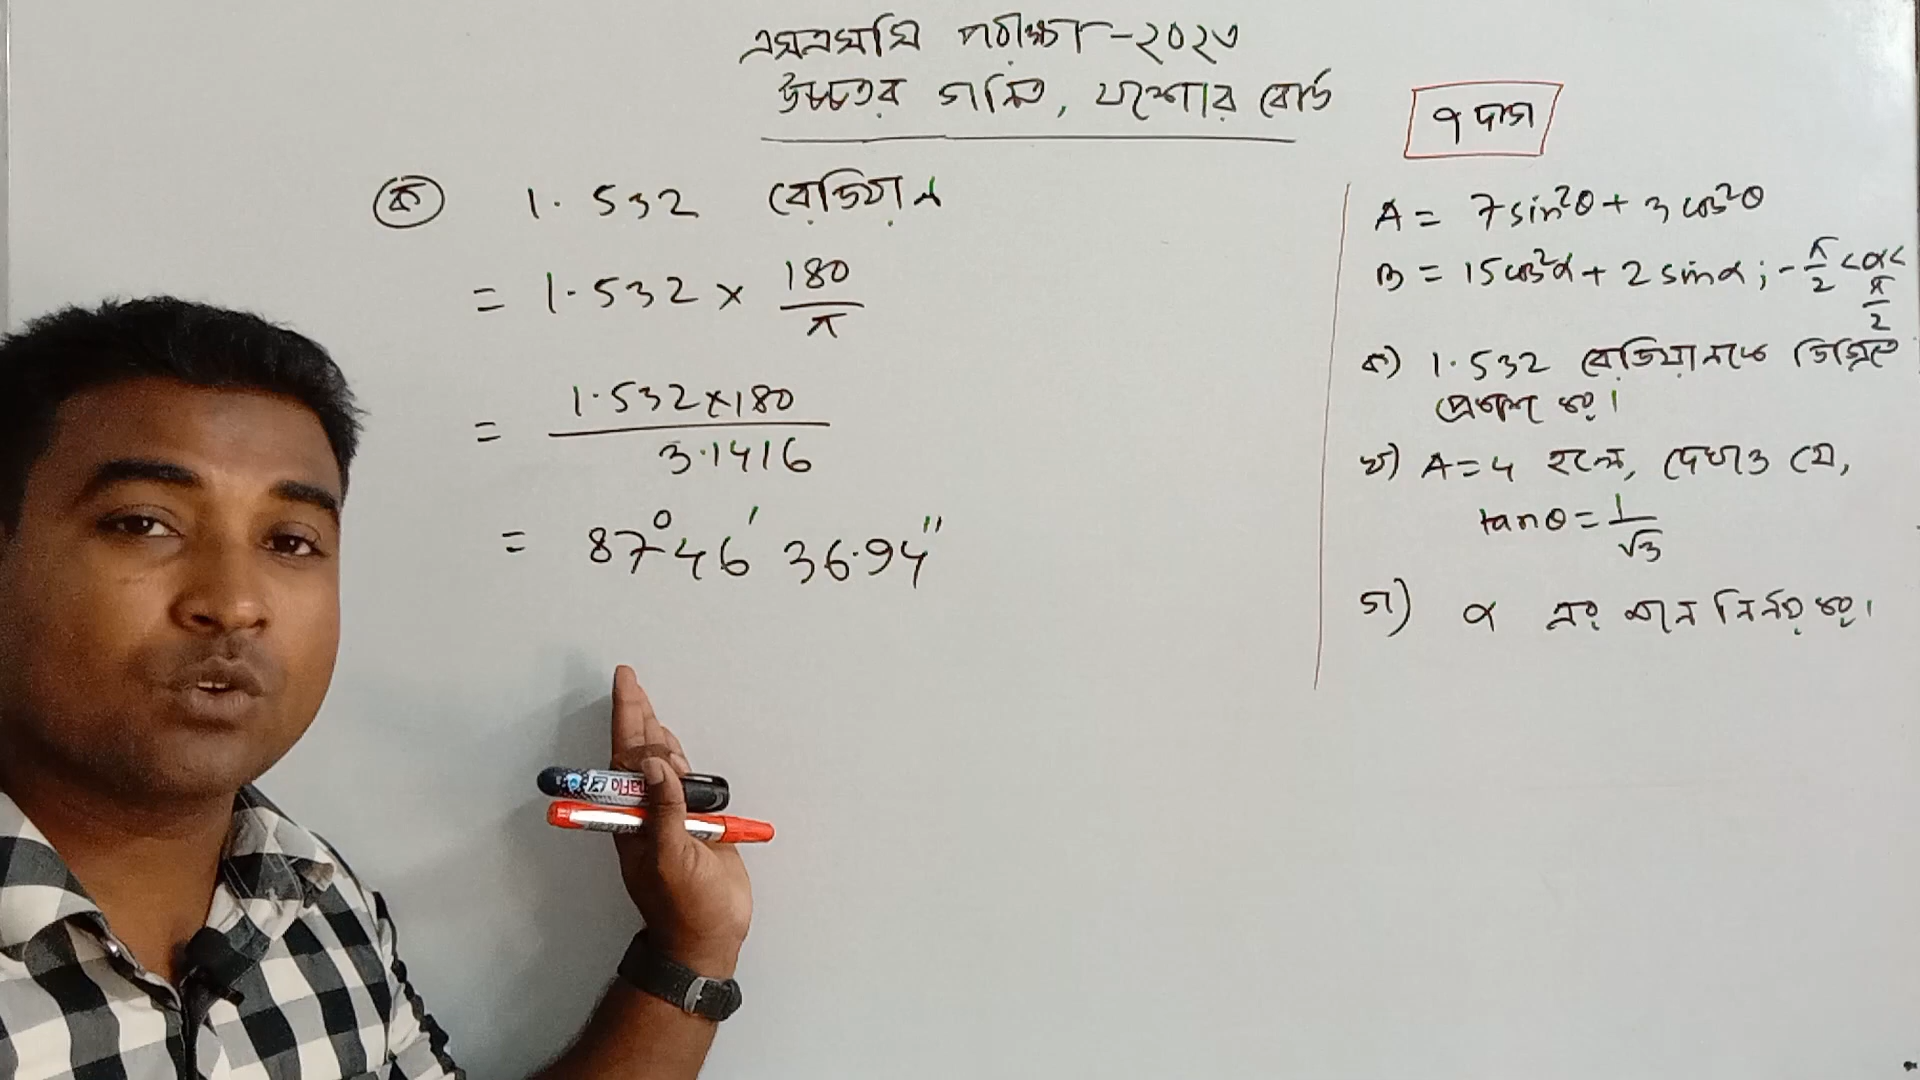 এসএসসি পরীক্ষা-২০২৩
উচ্চতর গনিত, যশোর বোর্ড
৭ দাগ
ক 1.532 রেডিয়ান
= 1.532 × 180/π
= 1.532×180/3.1416
= 87°46′ 36.94″
A = 7sin²θ + 3cos²θ
B = 15cos²α + 2sinα; -π/2 <α< π/2
ক) 1.532 রেডিয়ানকে ডিগ্রিতে
প্রকাশ কর।
খ) A=4 হলে, দেখাও যে,
tanθ = 1/√3
গ) α এর মান নির্নয় কর।